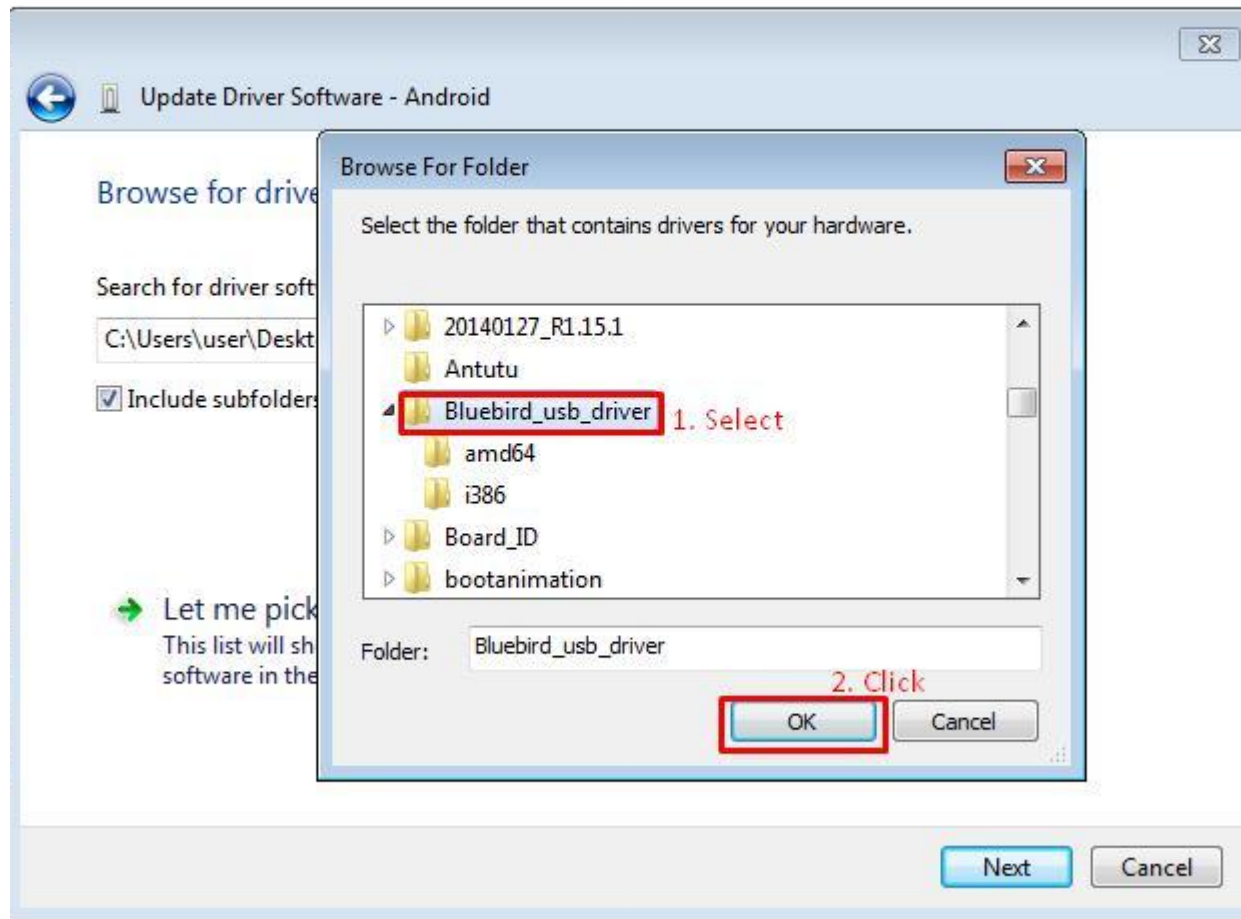 Update Driver Software - Android
Browse For Folder
Browse for drive
Select the folder that contains drivers for your hardware.
Search for driver soft
C:\Users\user\Deskt
Include subfolders
20140127_R1.15.1
Antutu
Bluebird_usb_driver
1. Select
amd64
i386
Board_ID
bootanimation
Let me pick
This list will sh
software in the
Folder:
Bluebird_usb_driver
2. Click
OK
Cancel
Next
Cancel